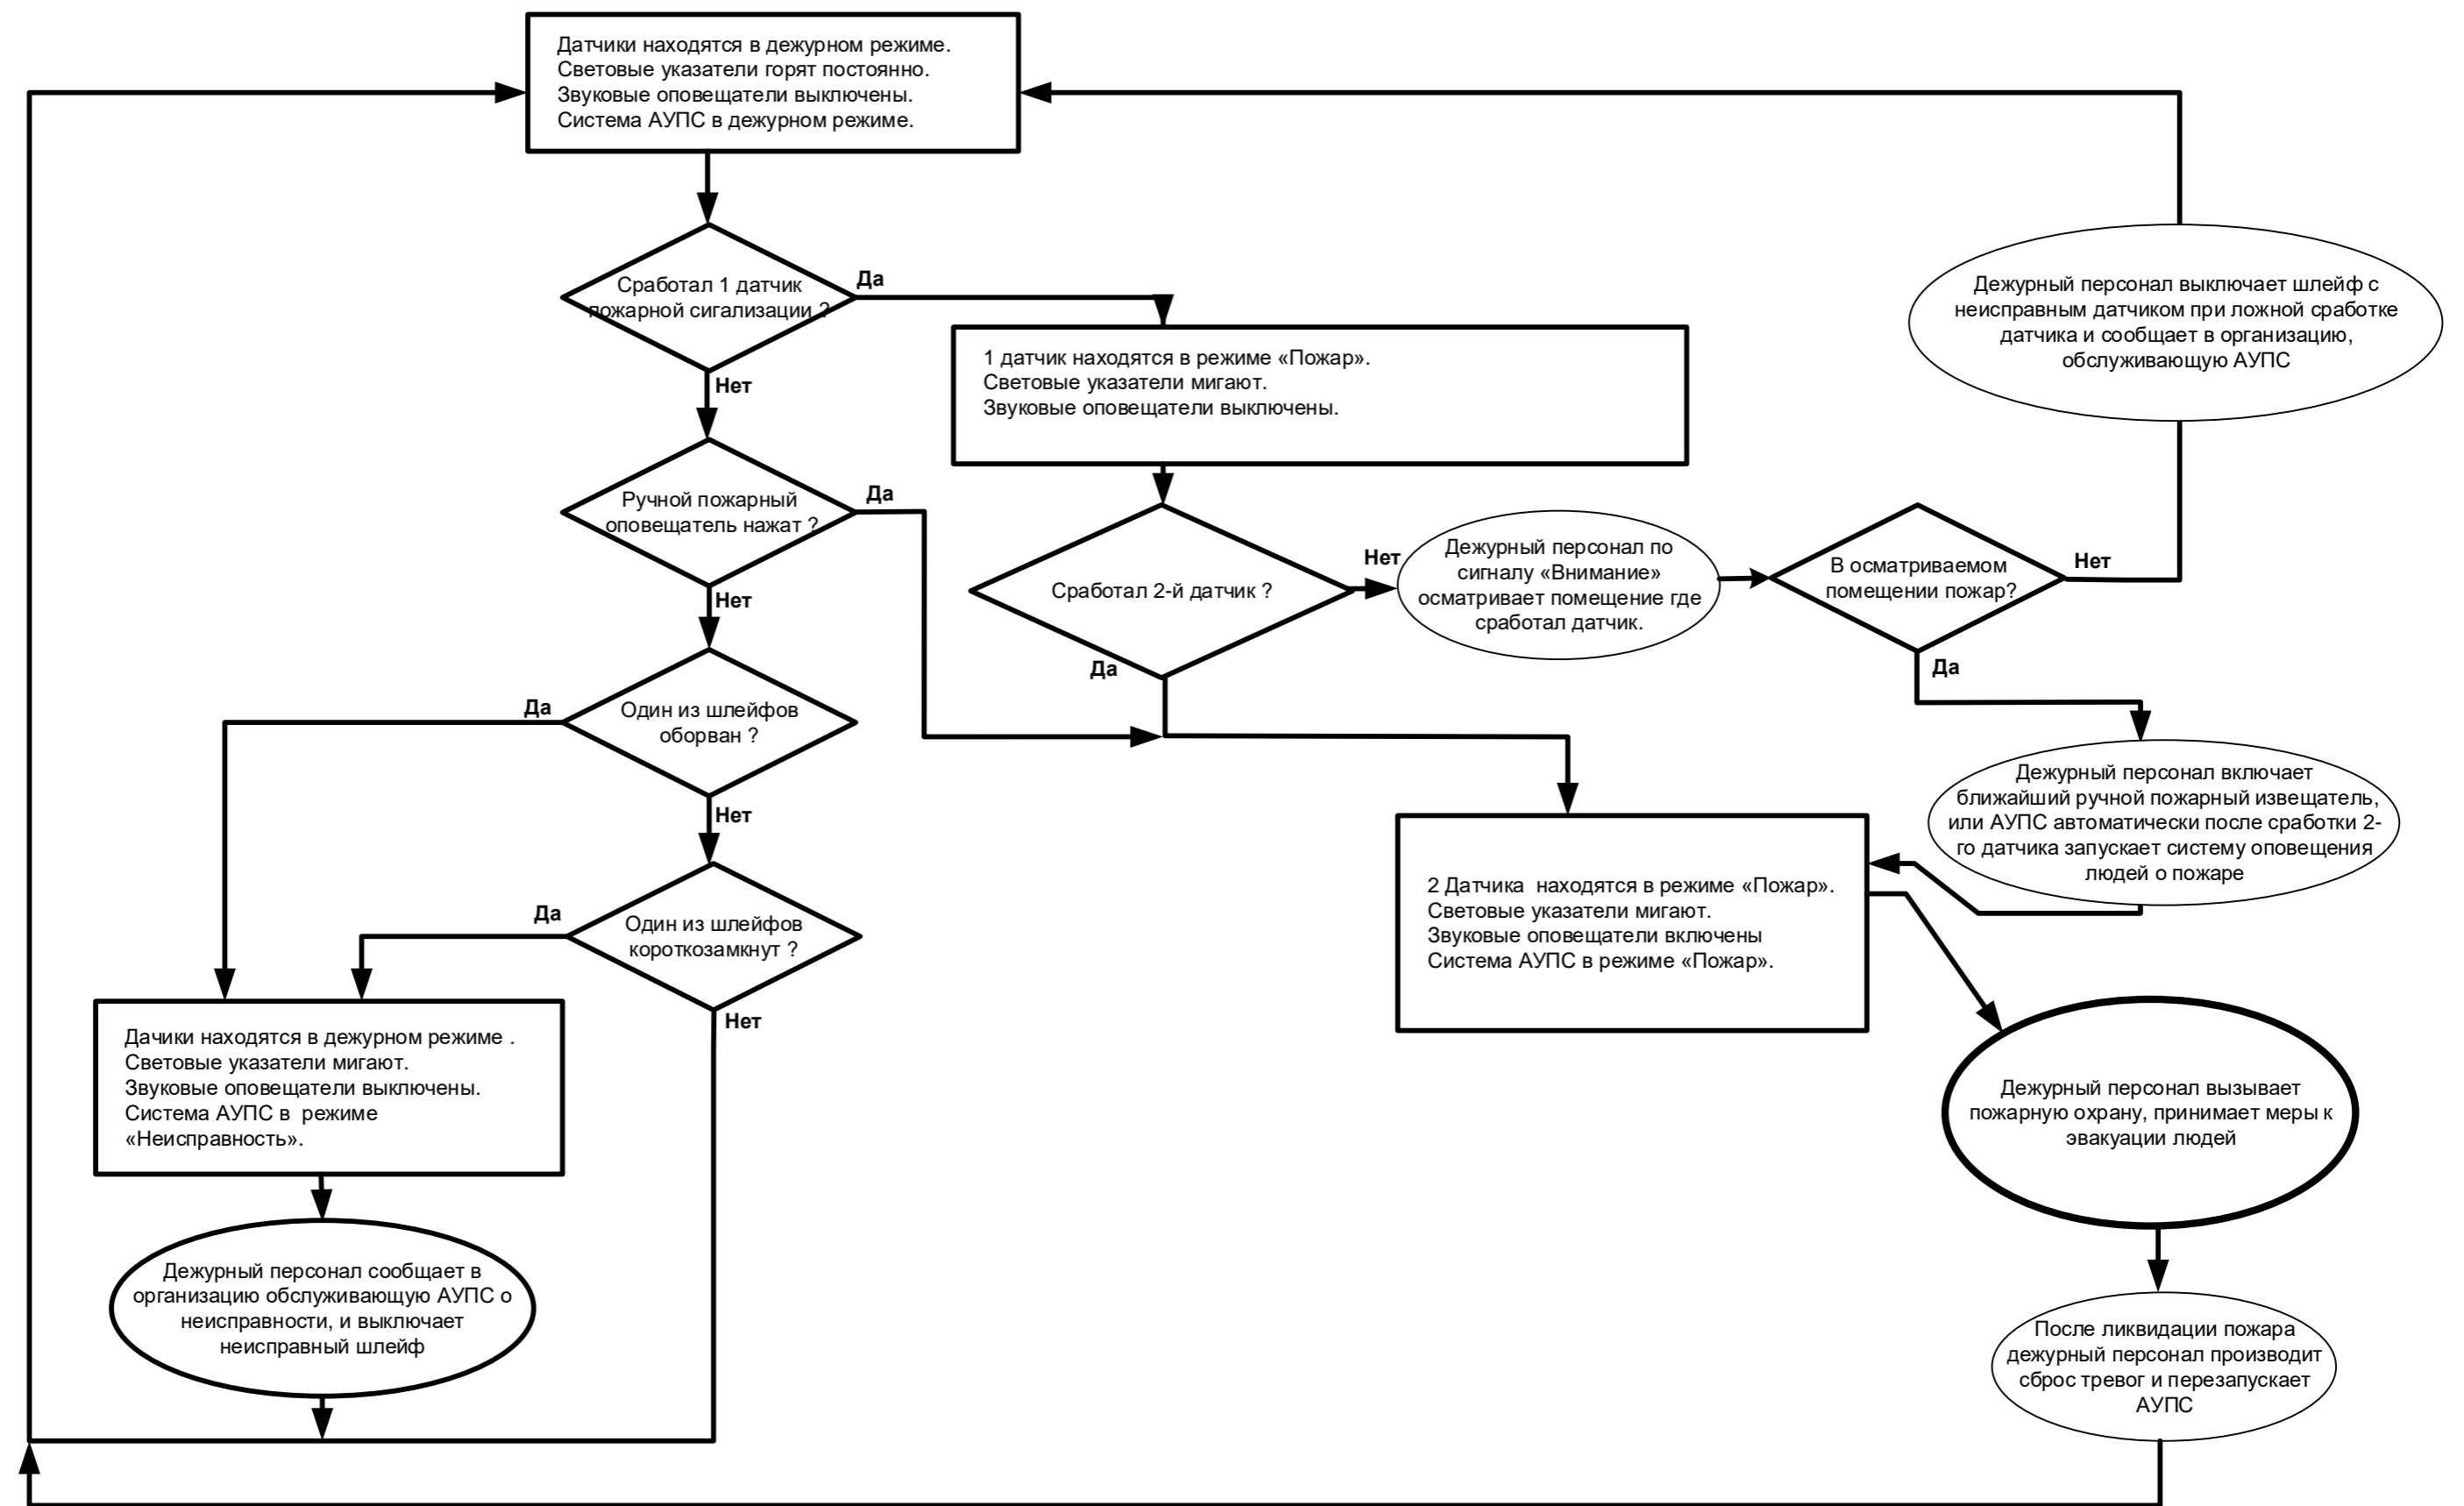 Датчики находятся в дежурном режиме.
Световые указатели горят постоянно.
Звуковые оповещатели выключены.
Система АУПС в дежурном режиме.
Сработал 1 датчик
пожарной сигализации ?
Да
Нет
Дежурный персонал выключает шлейф с
неисправным датчиком при ложной сработке
датчика и сообщает в организацию,
обслуживающую АУПС
1 датчик находятся в режиме «Пожар».
Световые указатели мигают.
Звуковые оповещатели выключены.
Ручной пожарный
оповещатель нажат ?
Да
Нет
Сработал 2-й датчик ?
Нет
Да
Дежурный персонал по
сигналу «Внимание»
осматривает помещение где
сработал датчик.
В осматриваемом
помещении пожар?
Нет
Да
Один из шлейфов
оборван ?
Да
Нет
Дежурный персонал включает
ближайший ручной пожарный извещатель,
или АУПС автоматически после сработки 2-
го датчика запускает систему оповещения
людей о пожаре
2 Датчика находятся в режиме «Пожар».
Световые указатели мигают.
Звуковые оповещатели включены
Система АУПС в режиме «Пожар».
Один из шлейфов
короткозамкнут ?
Да
Нет
Дачики находятся в дежурном режиме .
Световые указатели мигают.
Звуковые оповещатели выключены.
Система АУПС в режиме
«Неисправность».
Дежурный персонал вызывает
пожарную охрану, принимает меры к
эвакуации людей
Дежурный персонал сообщает в
организацию обслуживающую АУПС о
неисправности, и выключает
неисправный шлейф
После ликвидации пожара
дежурный персонал производит
сброс тревог и перезапускает
АУПС